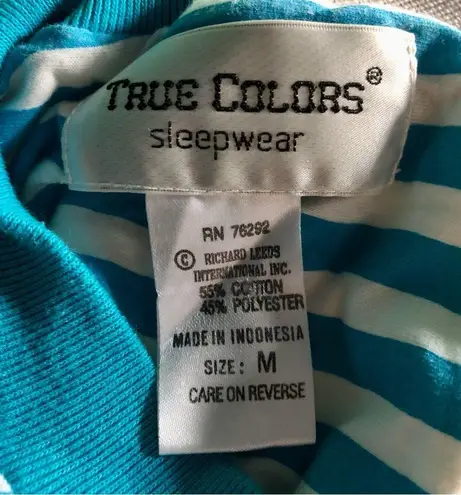 TRUE COLORS®
sleepwear
RN 76292
© RICHARD LEEDS
INTERNATIONAL INC.
55% COTTON
45% POLYESTER
MADE IN INDONESIA
SIZE: M
CARE ON REVERSE